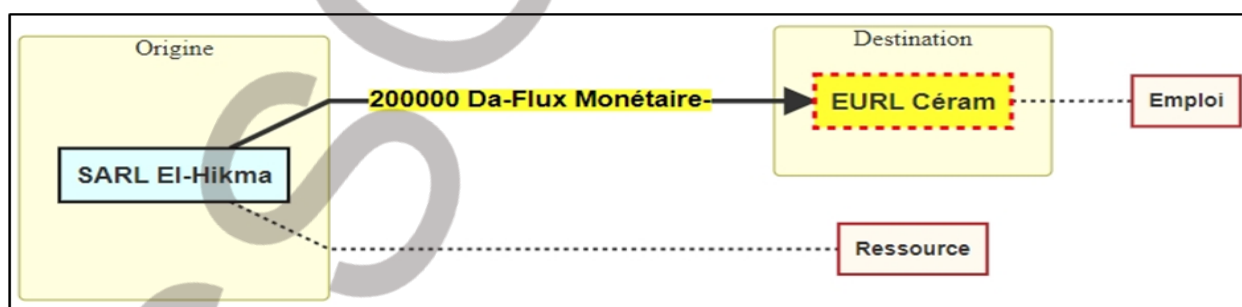 Origine
Destination
200000 Da-Flux Monétaire-
EURL Céram
Emploi
SARL El-Hikma
Ressource